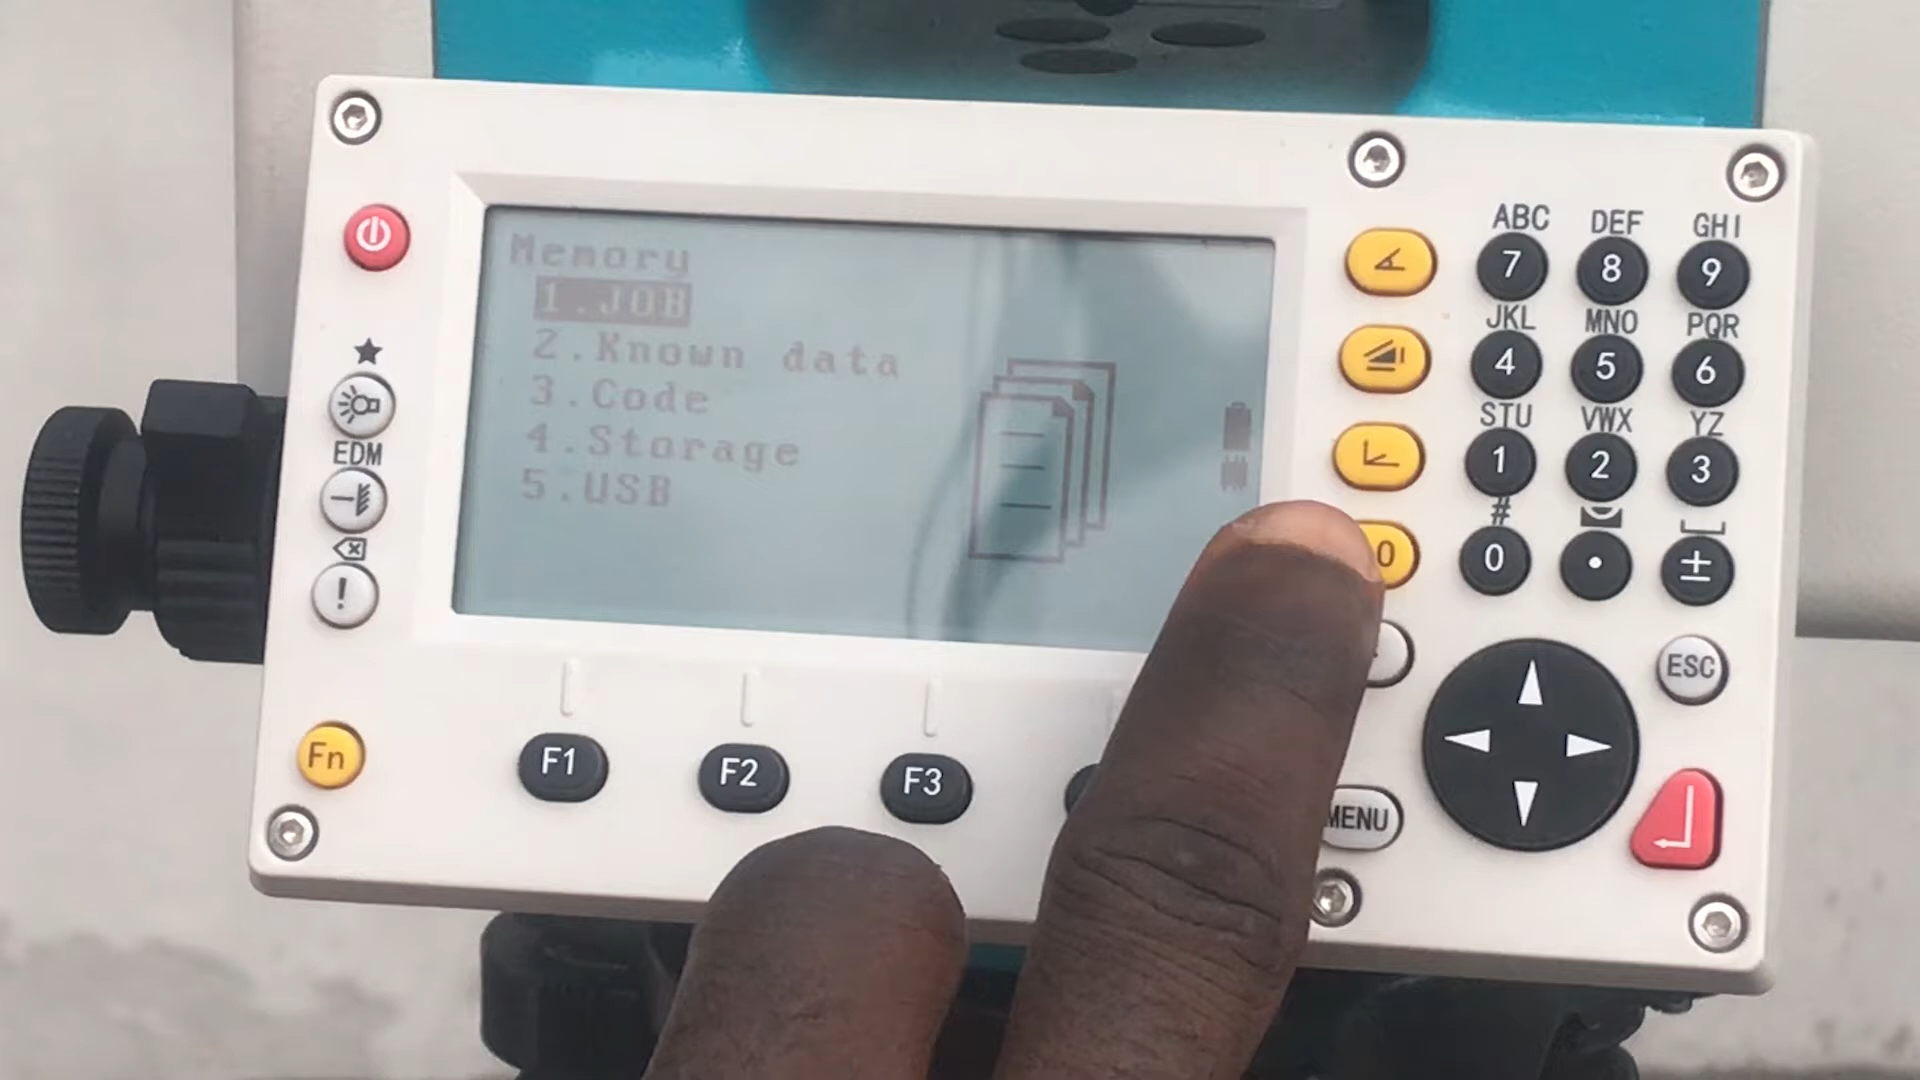 Memory
1.JOB
2.Known data
3.Code
4.Storage
5.USB
EDM
!
Fn
F1
F2
F3
MENU
ESC
ABC DEF GHI
7 8 9
JKL MNO PQR
4 5 6
STU VWX YZ
1 2 3
#
0 • ±
0